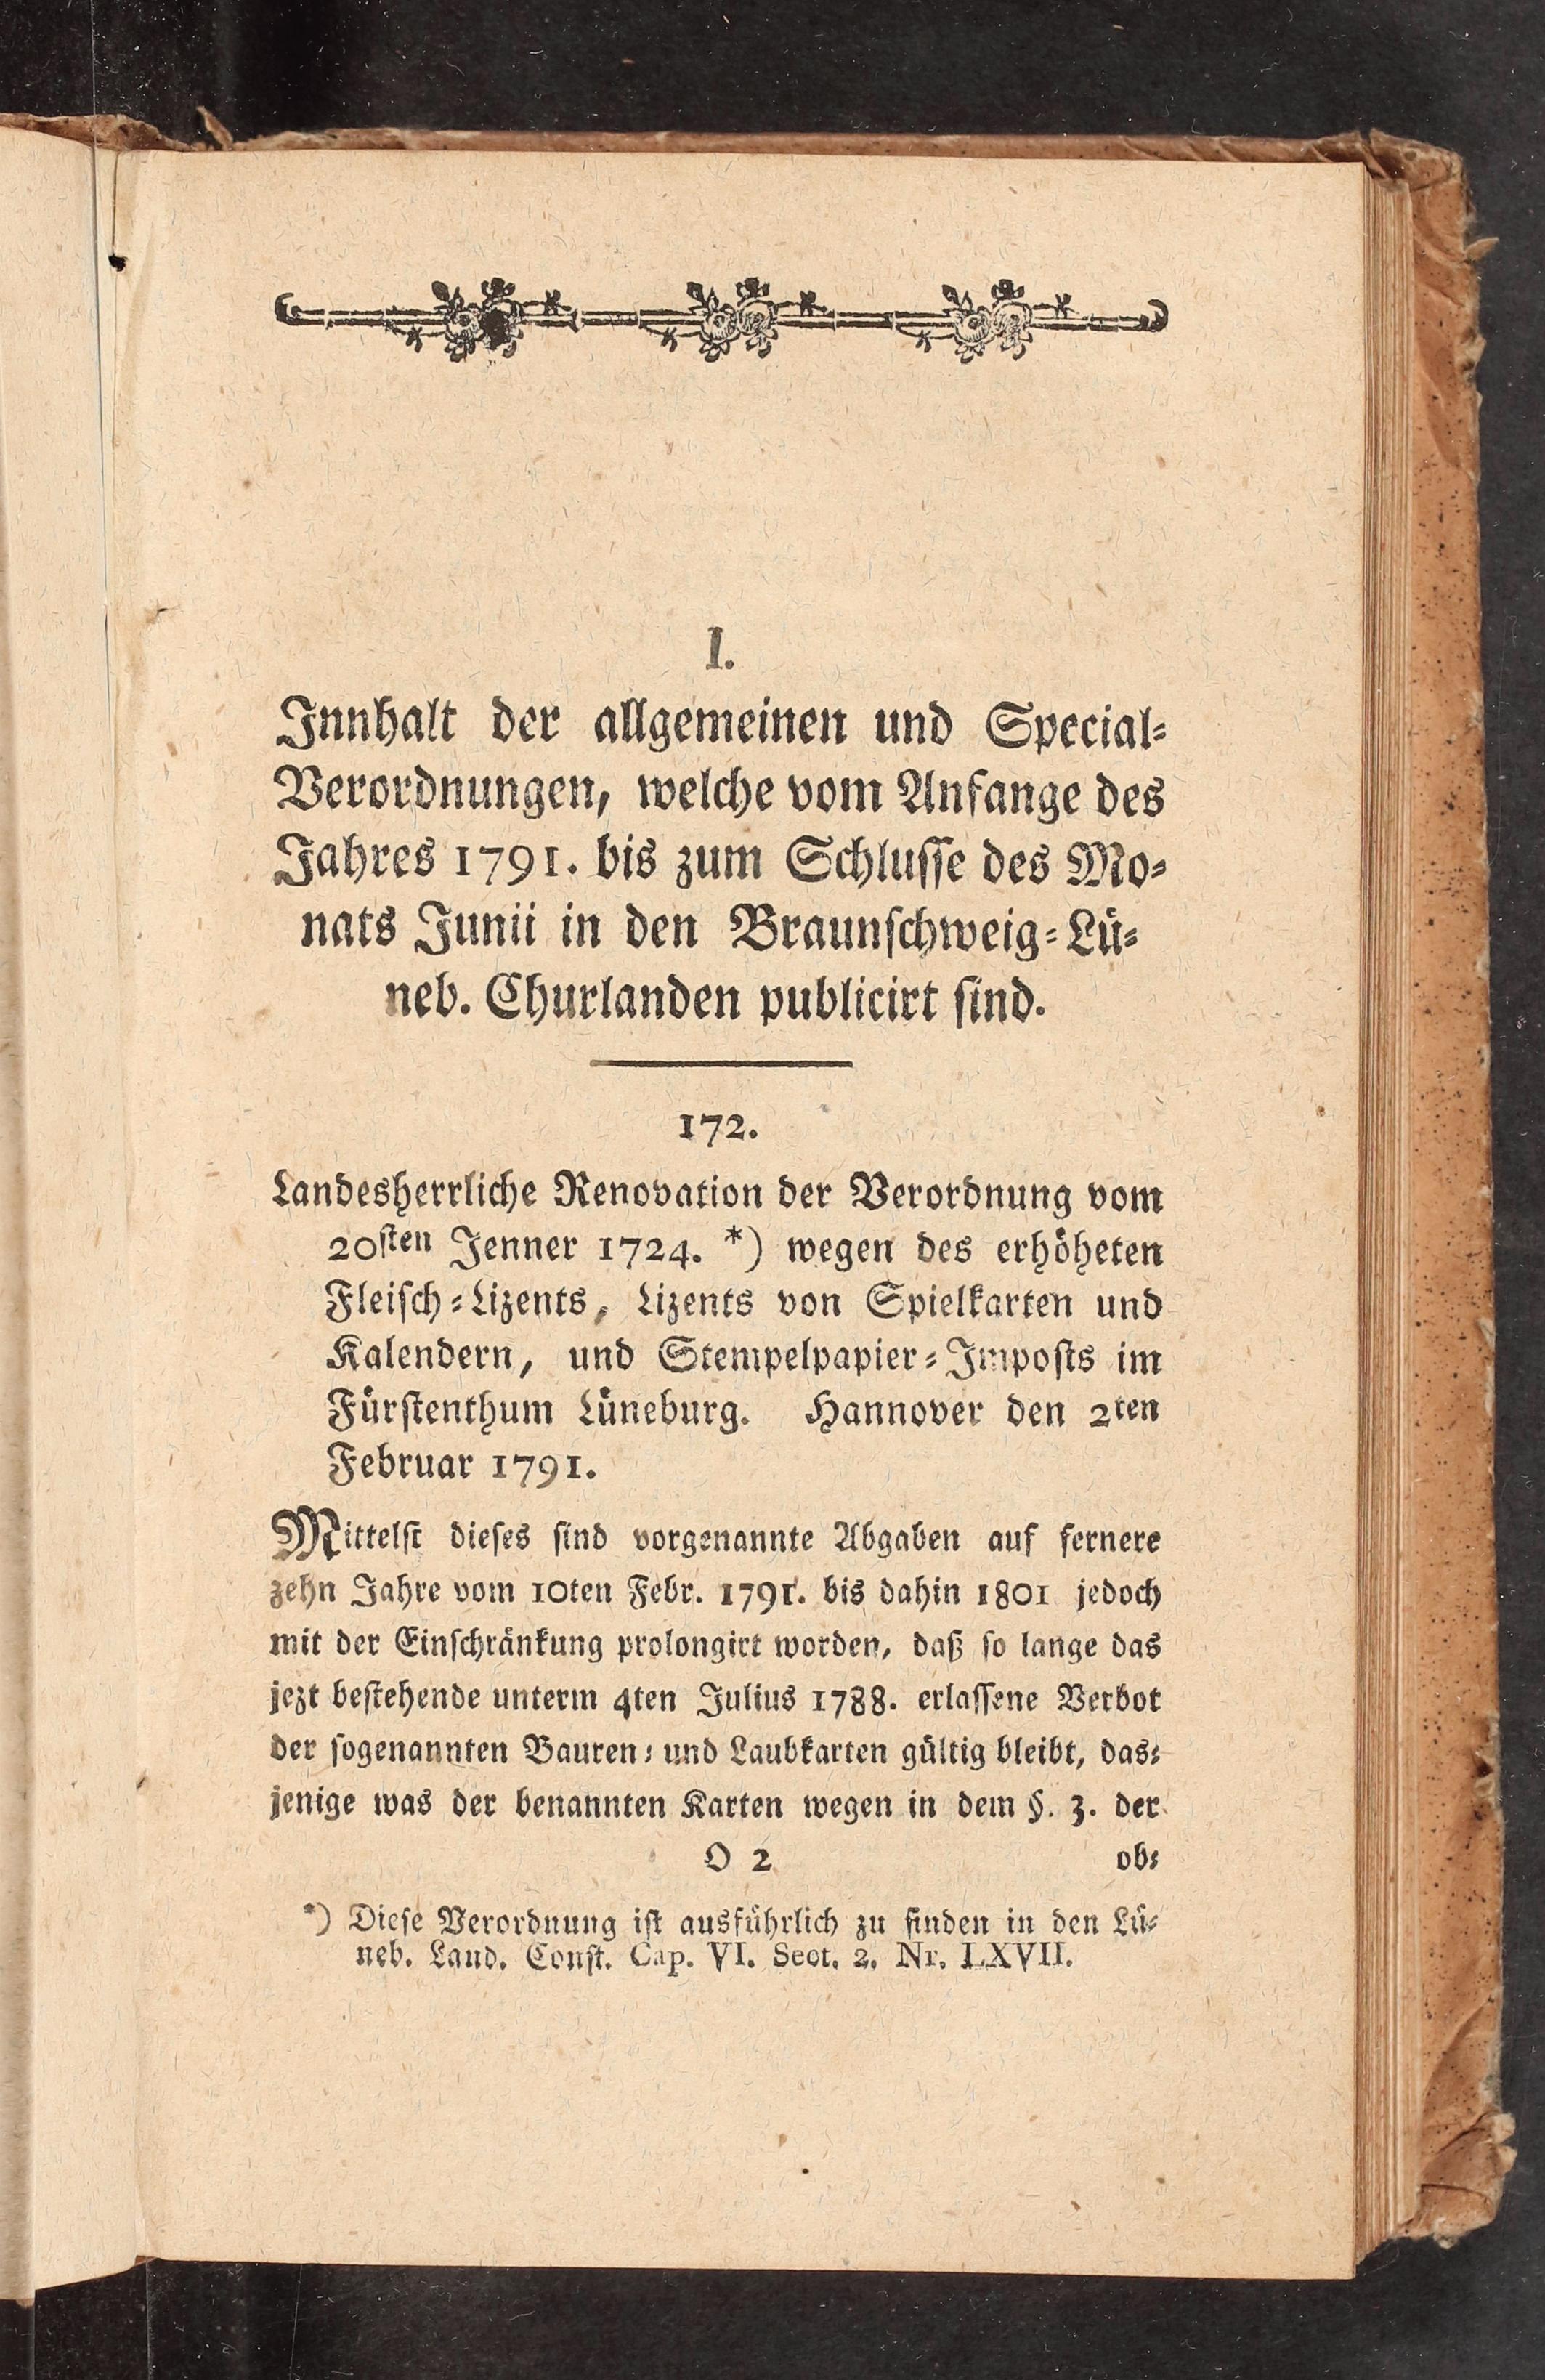 I.
Innhalt der allgemeinen und Special-
Verordnungen, welche vom Anfange des
Jahres 1791. bis zum Schlusse des Mo-
nats Junii in den Braunschweig-Lü-
neb. Churlanden publicirt sind.
172.
Landesherrliche Renovation der Verordnung vom
20sten Jenner 1724. *) wegen des erhöheten
Fleisch-Lizents, Lizents von Spielkarten und
Kalendern, und Stempelpapier-Imposts im
Fürstenthum Lüneburg. Hannover den 2ten
Februar 1791.
Mittelst dieses sind vorgenannte Abgaben auf fernere
zehn Jahre vom 10ten Febr. 1791. bis dahin 1801 jedoch
mit der Einschränkung prolongirt worden, daß so lange das
jezt bestehende unterm 4ten Julius 1788. erlassene Verbot
der sogenannten Bauren- und Laubkarten gültig bleibt, das-
jenige was der benannten Karten wegen in dem §. 3. der
O 2 ob-
*) Diese Verordnung ist ausführlich zu finden in den Lü-
neb. Land. Const. Cap. VI. Sect. 2. Nr. LXVII.